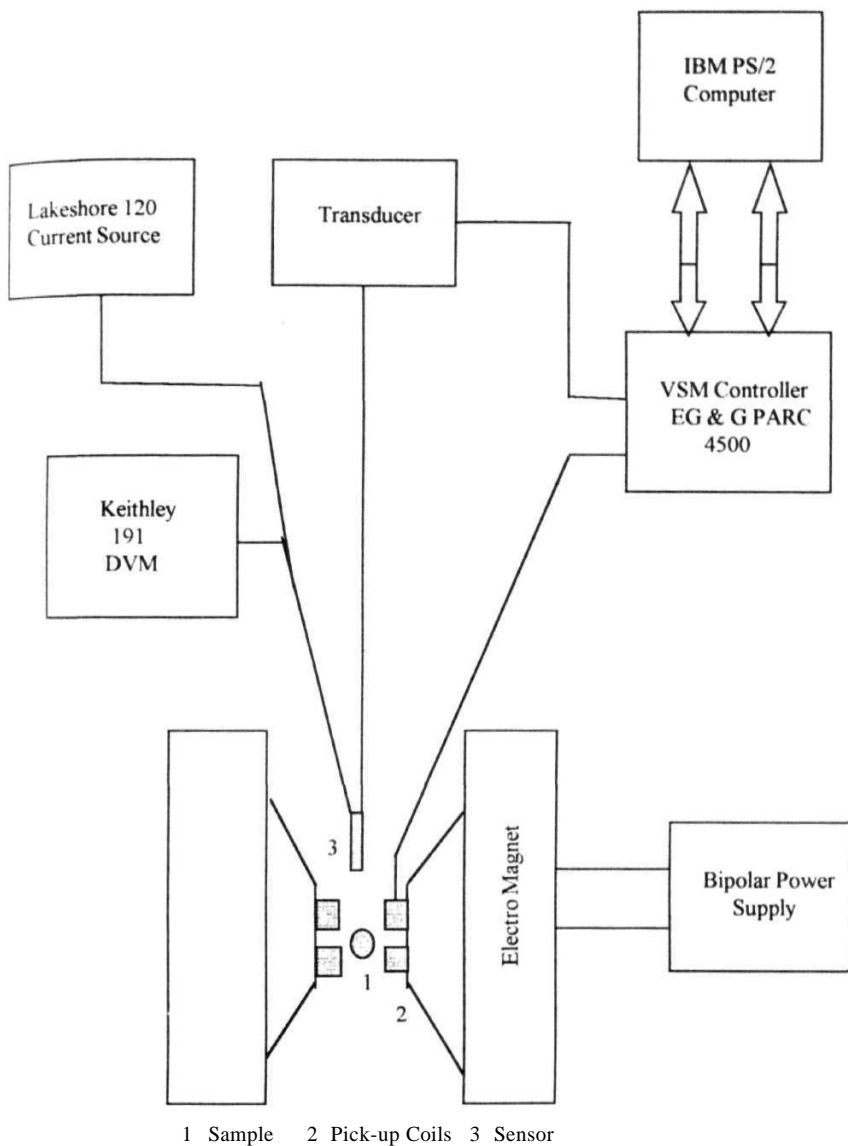 IBM PS/2
Computer
Lakeshore 120
Current Source
Transducer
VSM Controller
EG & G PARC
4500
Keithley
191
DVM
3
Electro Magnet
Bipolar Power
Supply
1
2
1 Sample 2 Pick-up Coils 3 Sensor